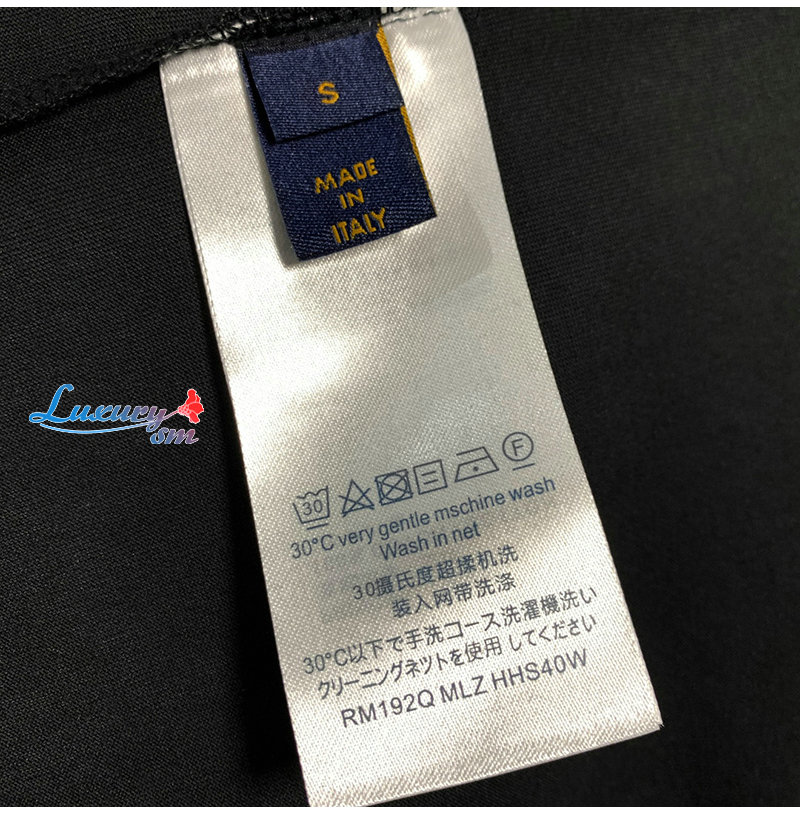 S
MADE
IN
ITALY
Luxury
sm
30
F
30°C very gentle mschine wash
Wash in net
30摄氏度超揉机洗
装入网带洗涤
30°C以下で手洗コース洗濯機洗い
クリーニングネットを使用 してください
RM192Q MLZ HHS40W